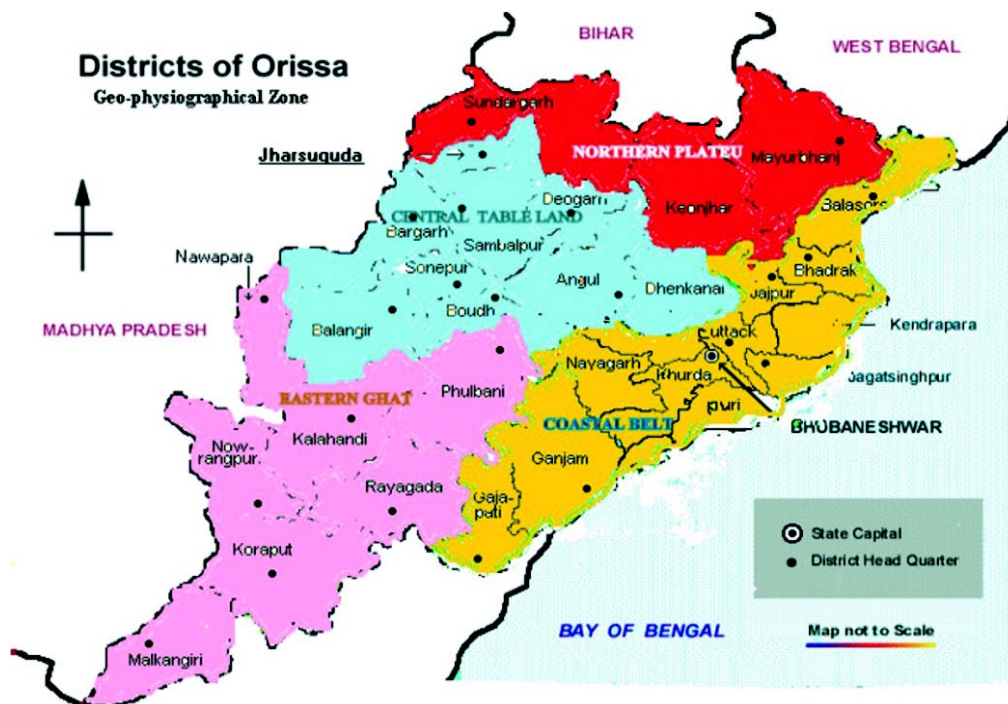 Districts of Orissa
Geo-physiographical Zone
BIHAR
WEST BENGAL
Sundargarh
Jharsuquda
NORTHERN PLATEU
Mayurbhanj
Keonjhar
Balasore
Deogarh
CENTRAL TABLE LAND
Bargarh
Sambalpur
Nawapara
Sonepur
Angul
Dhenkanal
Bhadrak
Jajpur
MADHYA PRADESH
Balangir
Boudh
Cuttack
Kendrapara
Nayagarh
Khurda
Jagatsinghpur
Phulbani
EASTERN GHAT
puri
COASTAL BELT
BHUBANESHWAR
Kalahandi
Now-
rangpur
Ganjam
Rayagada
Gaja-
pati
Koraput
State Capital
District Head Quarter
BAY OF BENGAL
Map not to Scale
Malkangiri